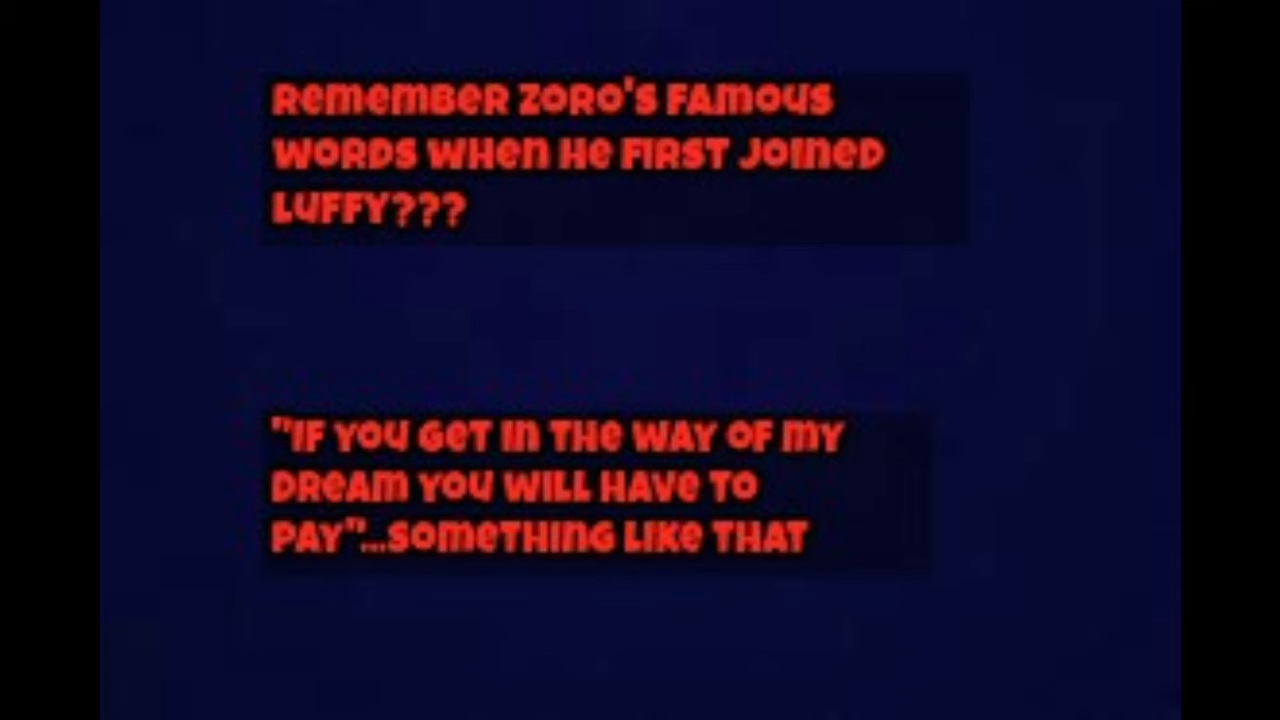 Remember Zoro's famous
words when he first joined
Luffy???
"If you get in the way of my
dream you will have to
pay"...something like that